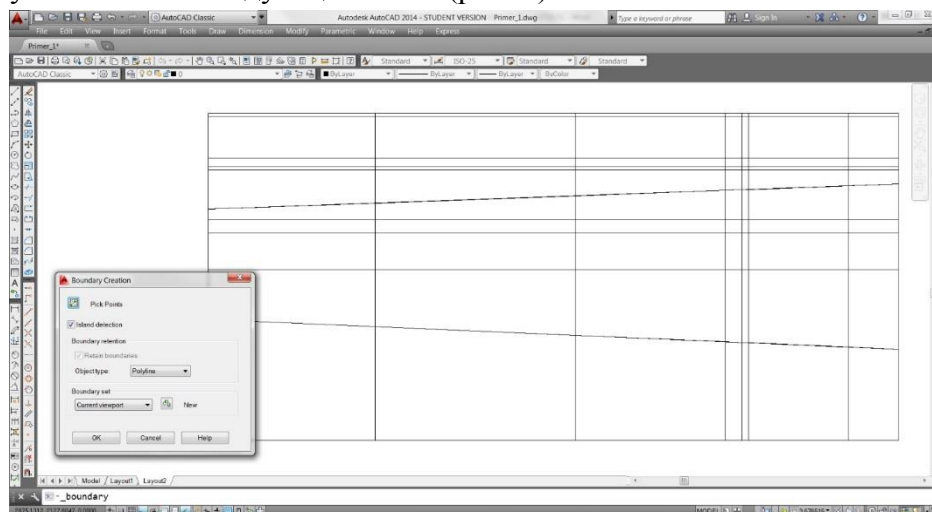 AutoCAD Classic
Autodesk AutoCAD 2014 - STUDENT VERSION Primer_1.dwg
Type a keyword or phrase
Sign In
File Edit View Insert Format Tools Draw Dimension Modify Parametric Window Help Express
Primer_1*
Standard ISO-25 Standard Standard
AutoCAD Classic 0 ByLayer ByLayer ByLayer ByColor
Boundary Creation
Pick Points
Island detection
Boundary retention
Retain boundaries
Object type: Polyline
Boundary set
Current viewport New
OK Cancel Help
Model Layout1 Layout2
-_boundary
MODEL